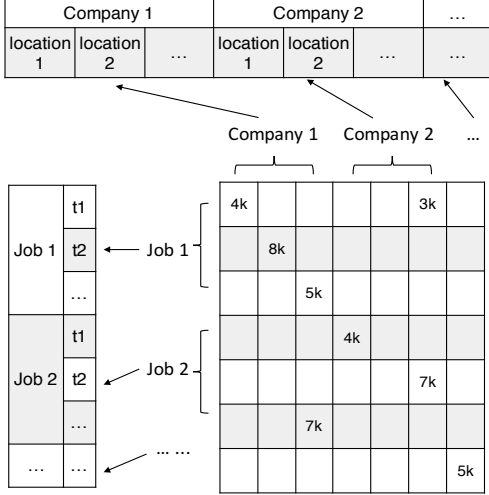 Company 1 Company 2 …
location 1 location 2 … location 1 location 2 … …
Company 1 Company 2 ...
Job 1 t1
t2
…
Job 2 t1
t2
…
… …
Job 1
Job 2
... ...
4k 3k
8k
5k
4k
7k
7k
5k